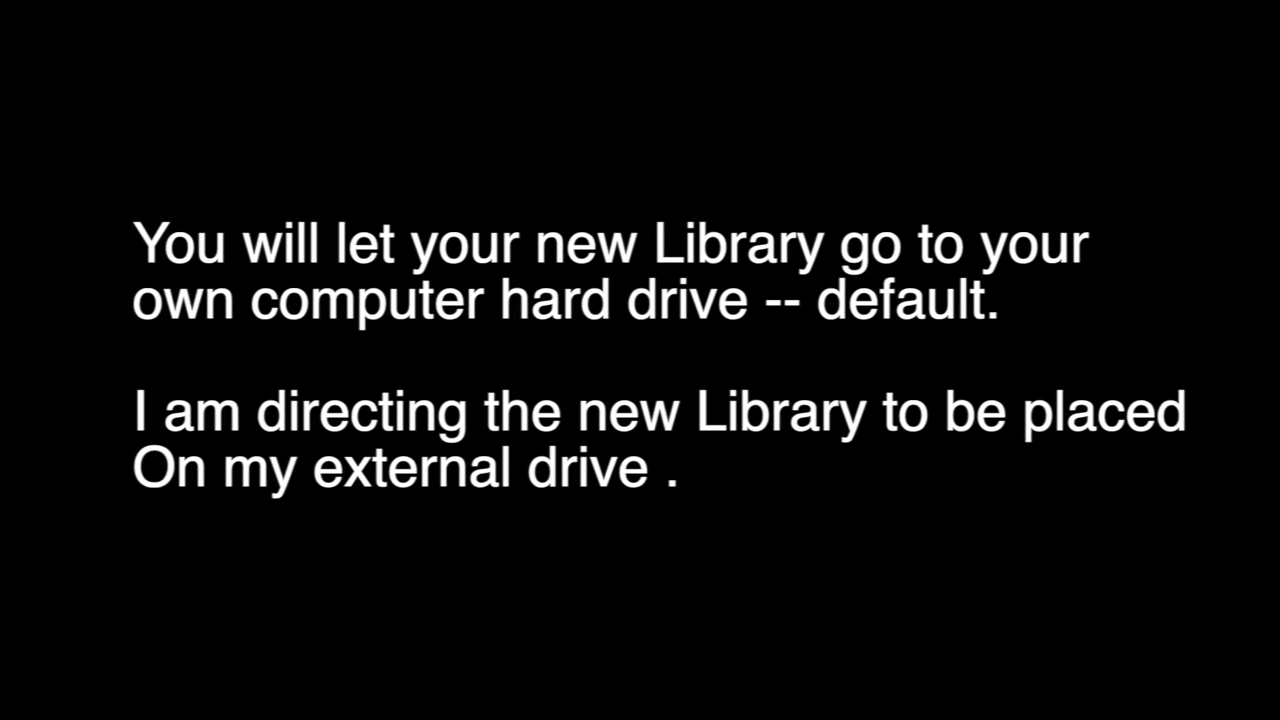 You will let your new Library go to your
own computer hard drive -- default.
I am directing the new Library to be placed
On my external drive .